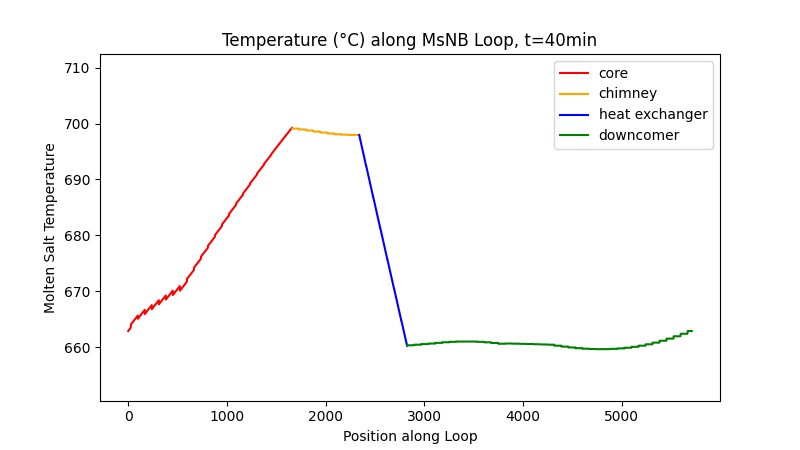 Temperature (°C) along MsNB Loop, t=40min
710
700
690
680
670
660
Molten Salt Temperature
core
chimney
heat exchanger
downcomer
0 1000 2000 3000 4000 5000
Position along Loop